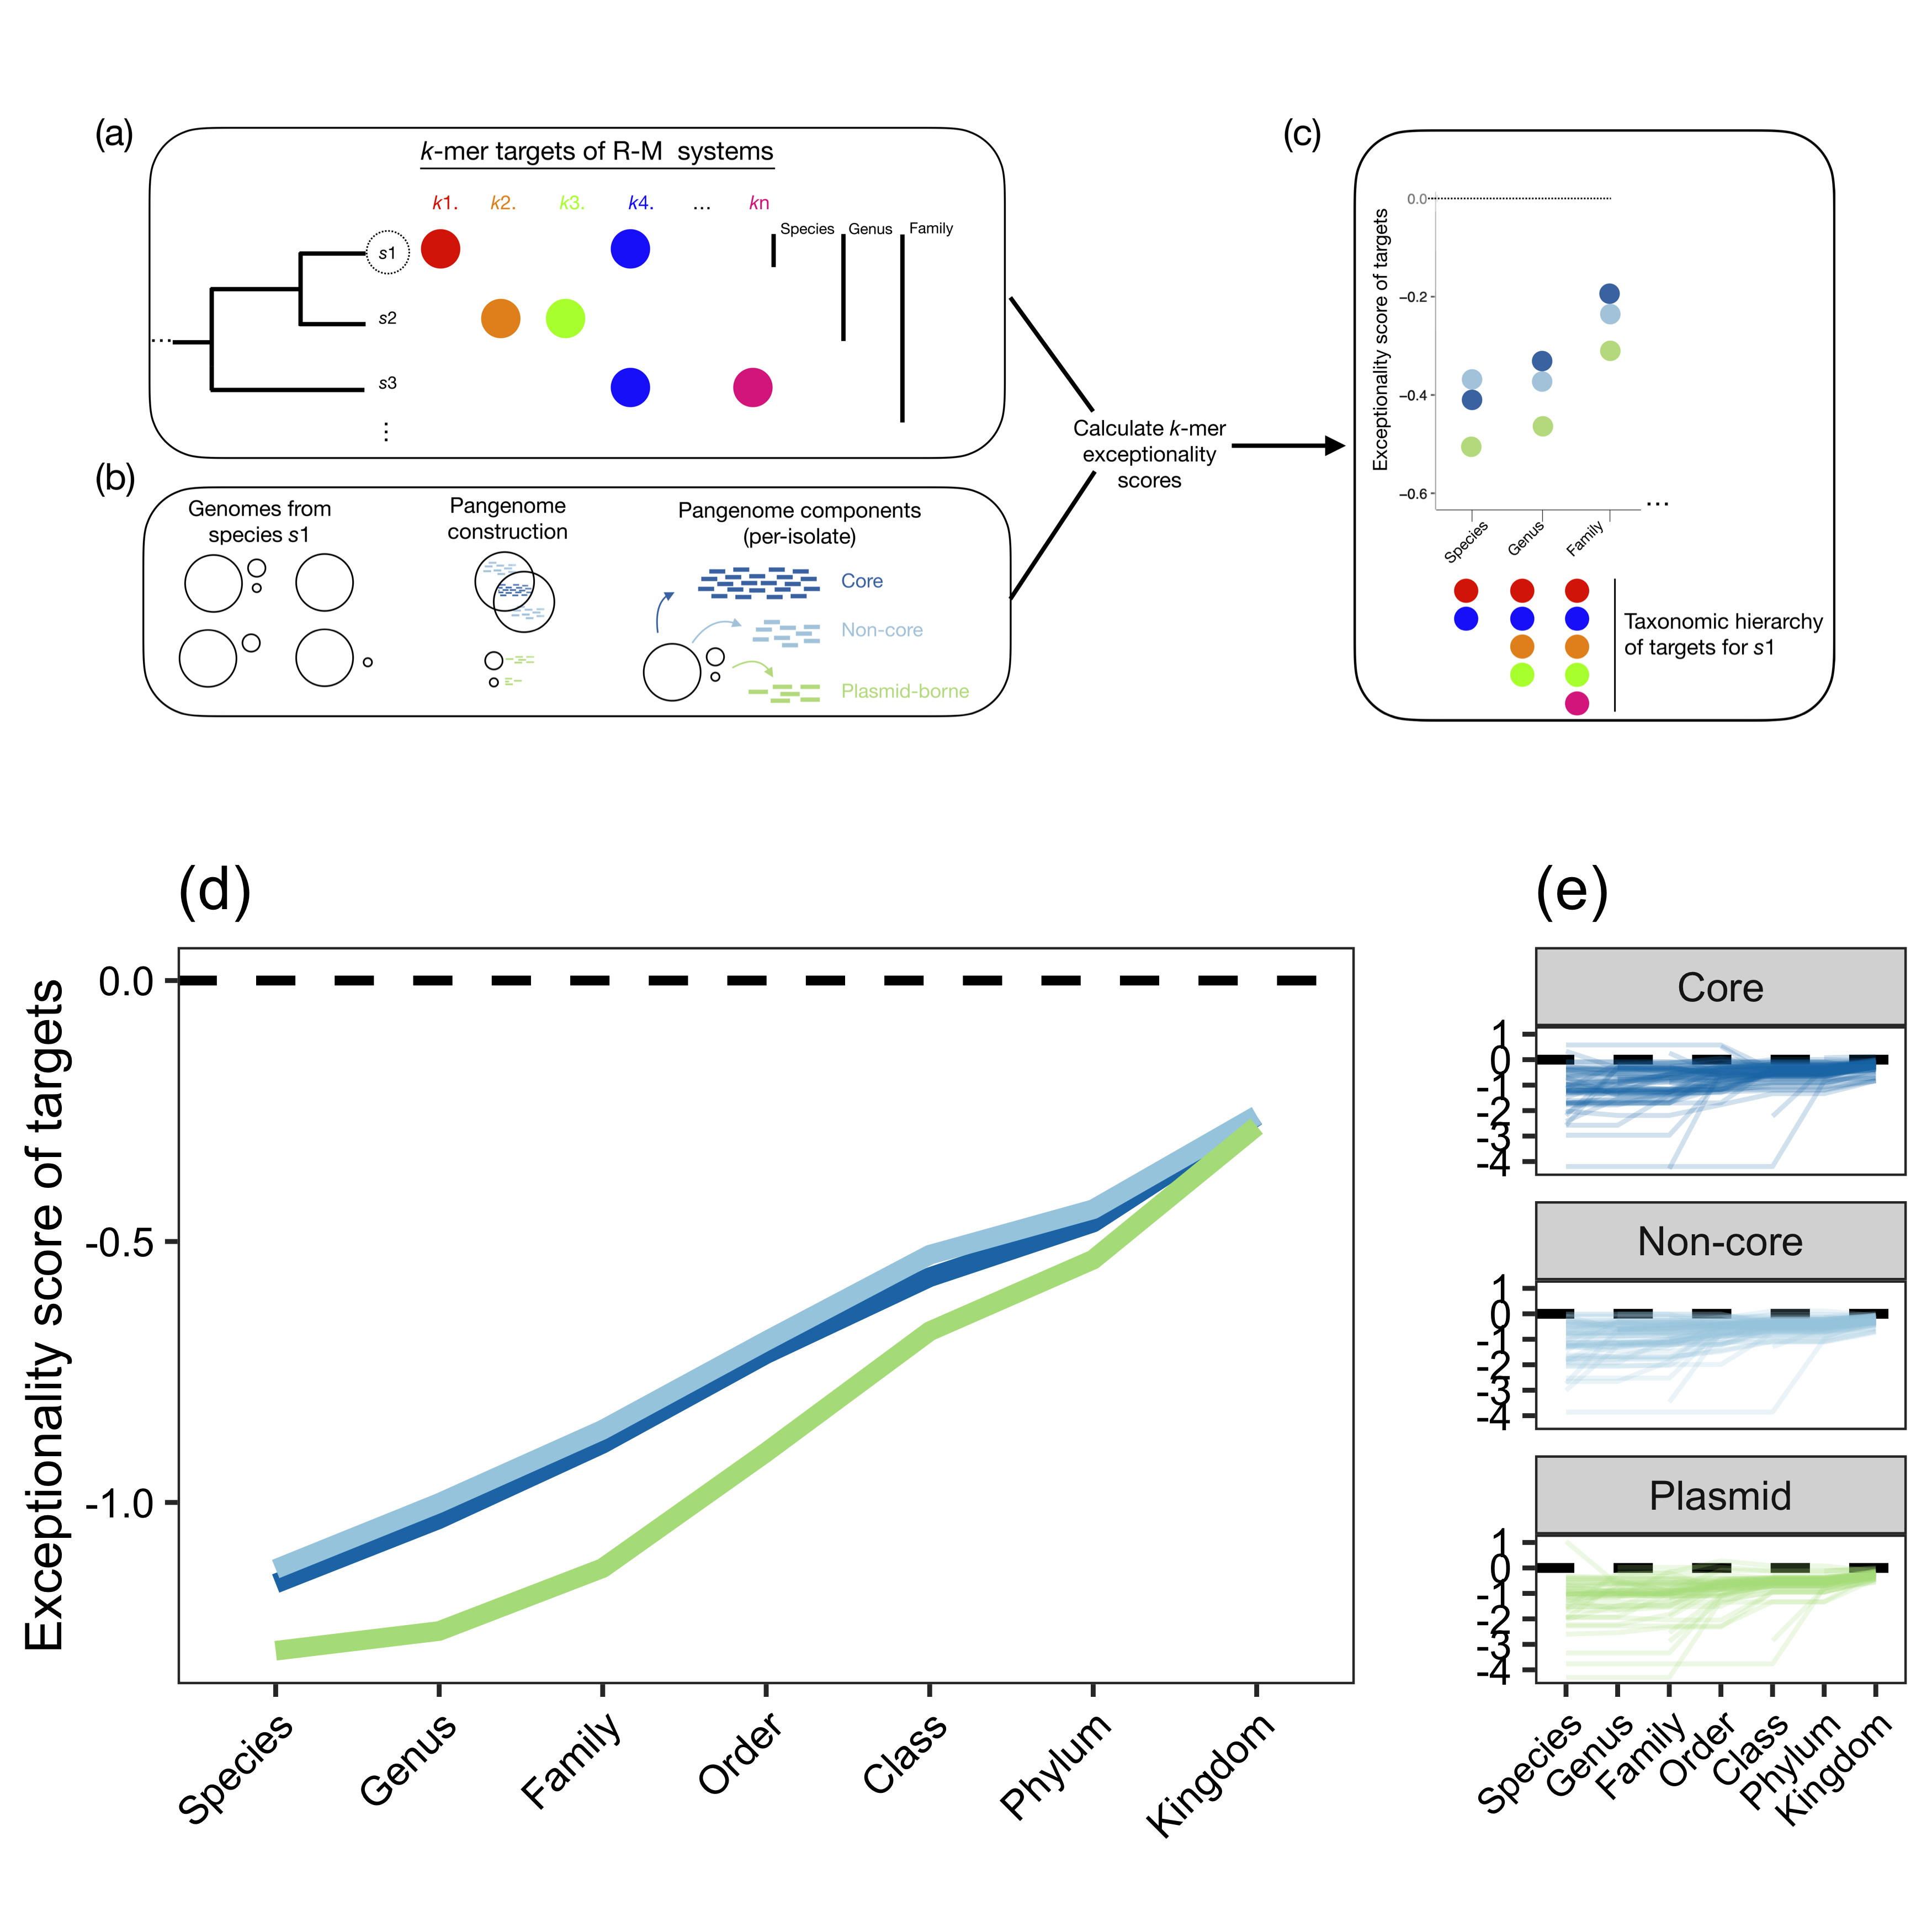 (a)
k-mer targets of R-M systems
k1. k2. k3. k4. ... kn
Species Genus Family
s1
s2
s3
...
⋮
(b)
Genomes from
species s1
Pangenome
construction
Pangenome components
(per-isolate)
Core
Non-core
Plasmid-borne
Calculate k-mer
exceptionality
scores
(c)
Exceptionality score of targets
0.0
−0.2
−0.4
−0.6
...
Species Genus Family
Taxonomic hierarchy
of targets for s1
(d)
Exceptionality score of targets
0.0
-0.5
-1.0
Species Genus Family Order Class Phylum Kingdom
(e)
Core
1
0
-1
-2
-3
-4
Non-core
1
0
-1
-2
-3
-4
Plasmid
1
0
-1
-2
-3
-4
Species Genus Family Order Class Phylum Kingdom